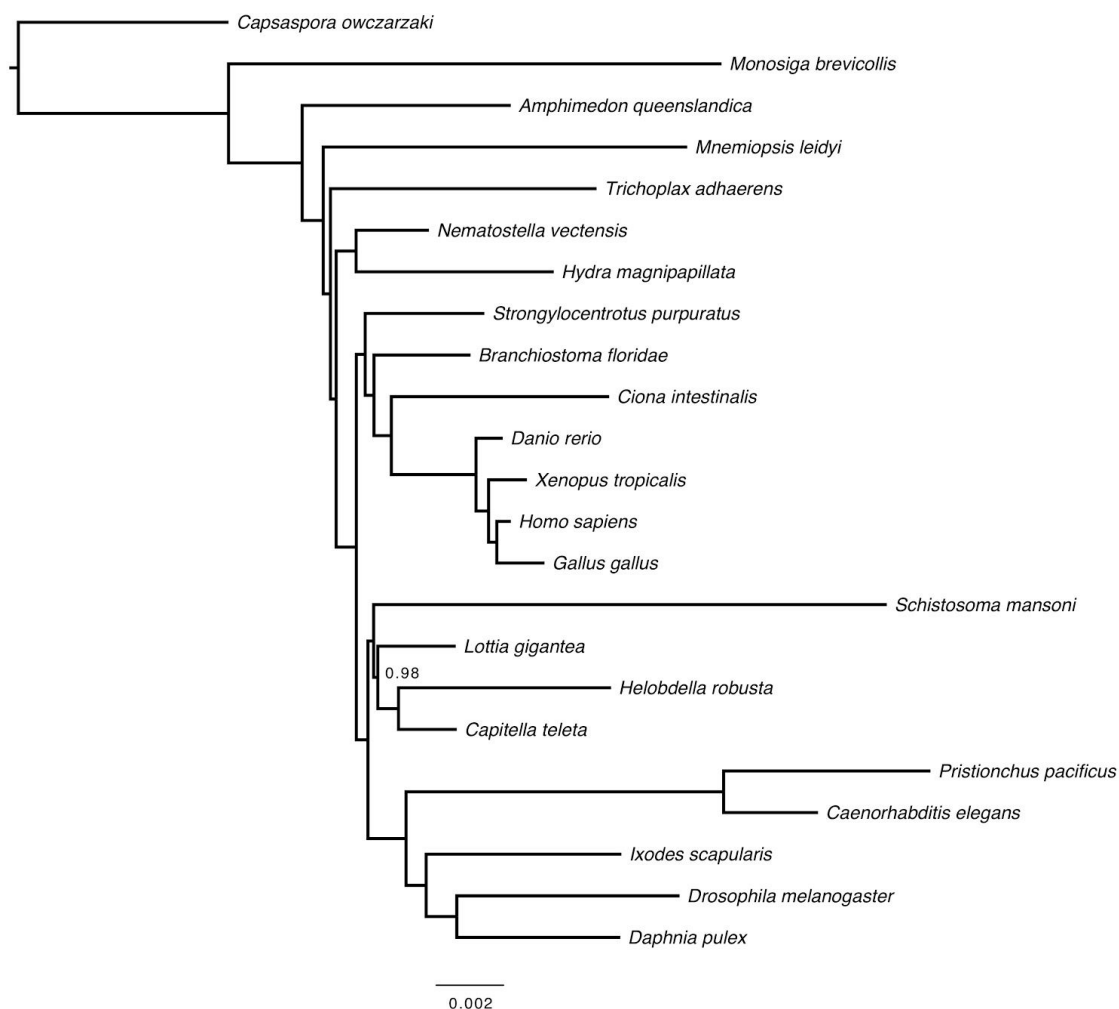 Capsaspora owczarzaki
Monosiga brevicollis
Amphimedon queenslandica
Mnemiopsis leidyi
Trichoplax adhaerens
Nematostella vectensis
Hydra magnipapillata
Strongylocentrotus purpuratus
Branchiostoma floridae
Ciona intestinalis
Danio rerio
Xenopus tropicalis
Homo sapiens
Gallus gallus
Schistosoma mansoni
Lottia gigantea
0.98
Helobdella robusta
Capitella teleta
Pristionchus pacificus
Caenorhabditis elegans
Ixodes scapularis
Drosophila melanogaster
Daphnia pulex
0.002